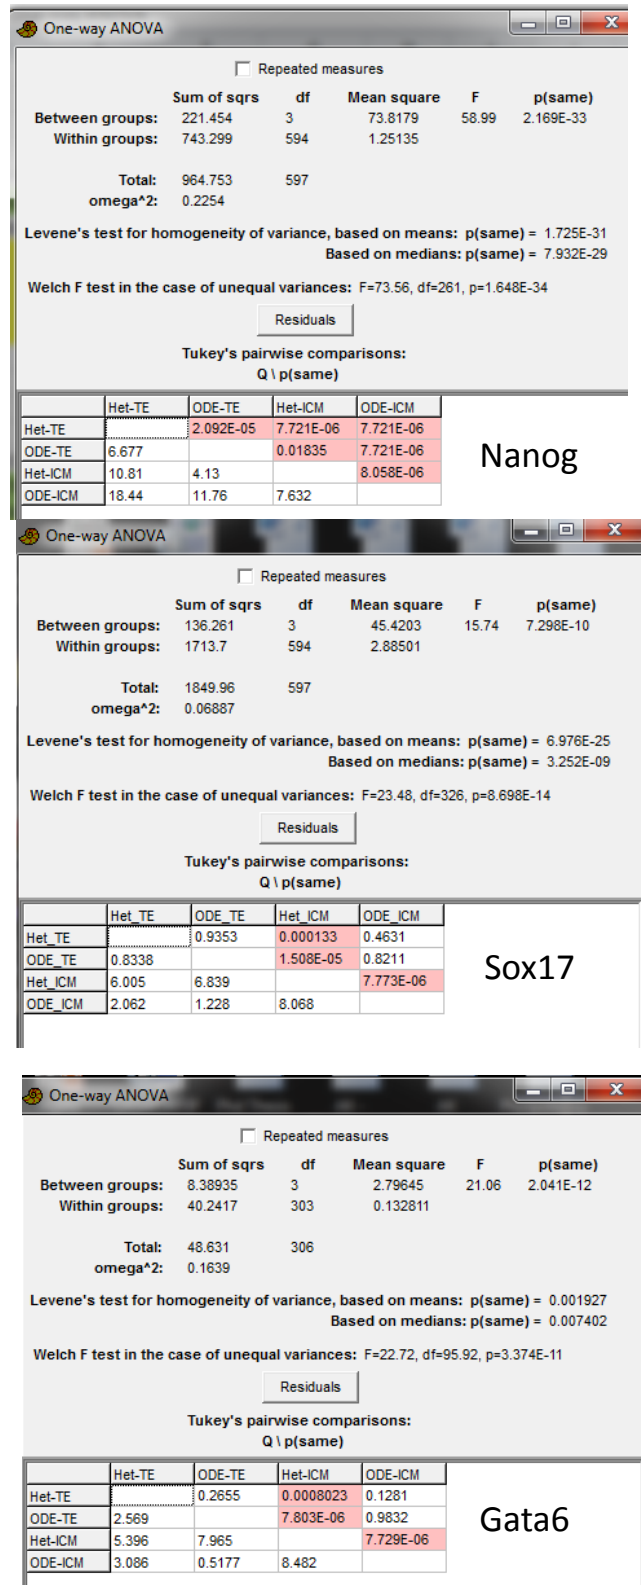 One-way ANOVA
Repeated measures
Sum of sqrs df Mean square F p(same)
Between groups: 221.454 3 73.8179 58.99 2.169E-33
Within groups: 743.299 594 1.25135
Total: 964.753 597
omega^2: 0.2254
Levene's test for homogeneity of variance, based on means: p(same) = 1.725E-31
Based on medians: p(same) = 7.932E-29
Welch F test in the case of unequal variances: F=73.56, df=261, p=1.648E-34
Residuals
Tukey's pairwise comparisons:
Q \ p(same)
Het-TE ODE-TE Het-ICM ODE-ICM
Het-TE 2.092E-05 7.721E-06 7.721E-06
ODE-TE 6.677 0.01835 7.721E-06
Het-ICM 10.81 4.13 8.058E-06
ODE-ICM 18.44 11.76 7.632
Nanog
One-way ANOVA
Repeated measures
Sum of sqrs df Mean square F p(same)
Between groups: 136.261 3 45.4203 15.74 7.298E-10
Within groups: 1713.7 594 2.88501
Total: 1849.96 597
omega^2: 0.06887
Levene's test for homogeneity of variance, based on means: p(same) = 6.976E-25
Based on medians: p(same) = 3.252E-09
Welch F test in the case of unequal variances: F=23.48, df=326, p=8.698E-14
Residuals
Tukey's pairwise comparisons:
Q \ p(same)
Het_TE ODE_TE Het_ICM ODE_ICM
Het_TE 0.9353 0.000133 0.4631
ODE_TE 0.8338 1.508E-05 0.8211
Het_ICM 6.005 6.839 7.773E-06
ODE_ICM 2.062 1.228 8.068
Sox17
One-way ANOVA
Repeated measures
Sum of sqrs df Mean square F p(same)
Between groups: 8.38935 3 2.79645 21.06 2.041E-12
Within groups: 40.2417 303 0.132811
Total: 48.631 306
omega^2: 0.1639
Levene's test for homogeneity of variance, based on means: p(same) = 0.001927
Based on medians: p(same) = 0.007402
Welch F test in the case of unequal variances: F=22.72, df=95.92, p=3.374E-11
Residuals
Tukey's pairwise comparisons:
Q \ p(same)
Het-TE ODE-TE Het-ICM ODE-ICM
Het-TE 0.2655 0.0008023 0.1281
ODE-TE 2.569 7.803E-06 0.9832
Het-ICM 5.396 7.965 7.729E-06
ODE-ICM 3.086 0.5177 8.482
Gata6